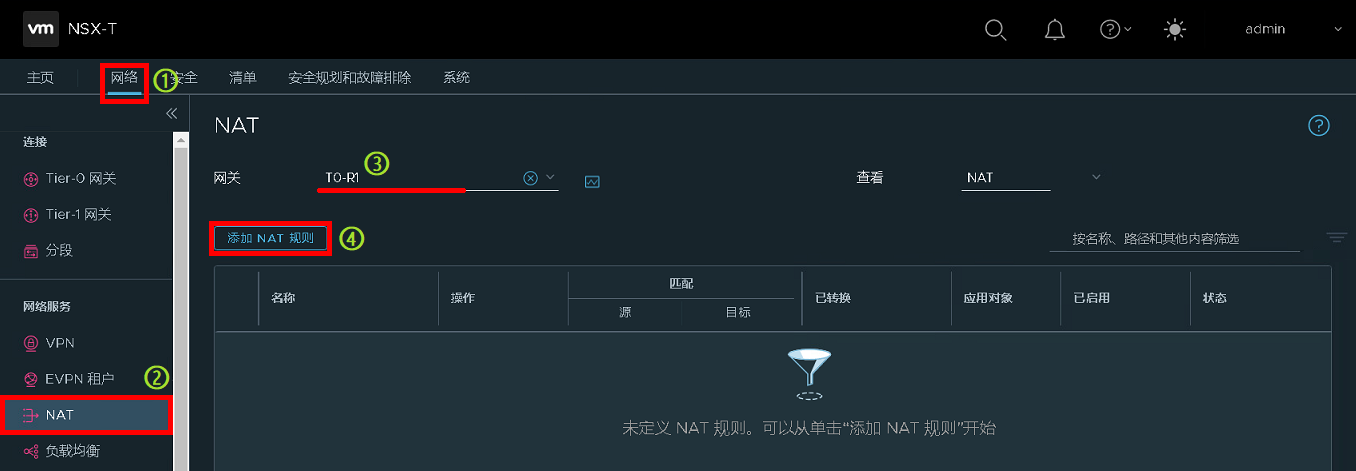 vm NSX-T admin
主页 网络 ① 安全 清单 安全规划和故障排除 系统
连接
Tier-0 网关
Tier-1 网关
分段
网络服务
VPN
EVPN 租户 ②
NAT
负载均衡
NAT
网关 T0-R1 ③ 查看 NAT
添加 NAT 规则 ④ 按名称、路径和其他内容筛选
名称 操作 匹配 已转换 应用对象 已启用 状态
源 目标
未定义 NAT 规则。可以从单击“添加 NAT 规则”开始